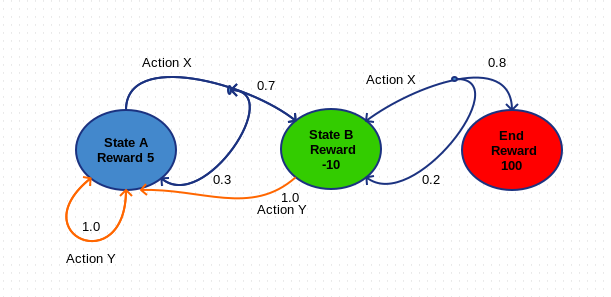 Action X
0.7
Action X
0.8
State A
Reward 5
State B
Reward
-10
End
Reward
100
0.3
0.2
1.0
Action Y
1.0
Action Y